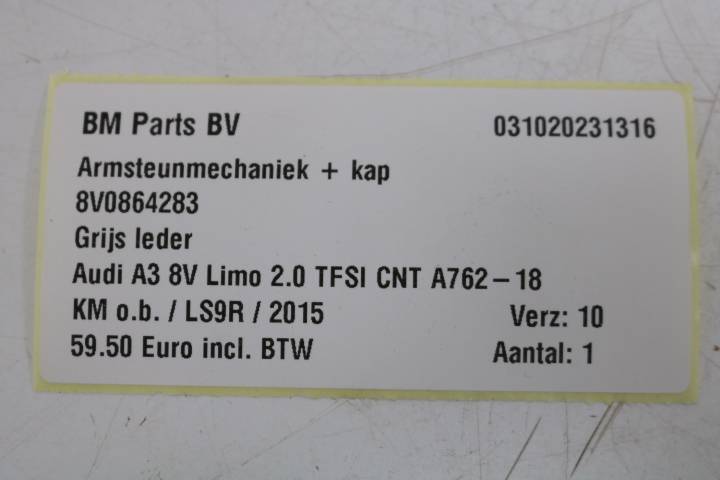 BM Parts BV 031020231316
Armsteunmechaniek + kap
8V0864283
Grijs leder
Audi A3 8V Limo 2.0 TFSI CNT A762-18
KM o.b. / LS9R / 2015 Verz: 10
59.50 Euro incl. BTW Aantal: 1